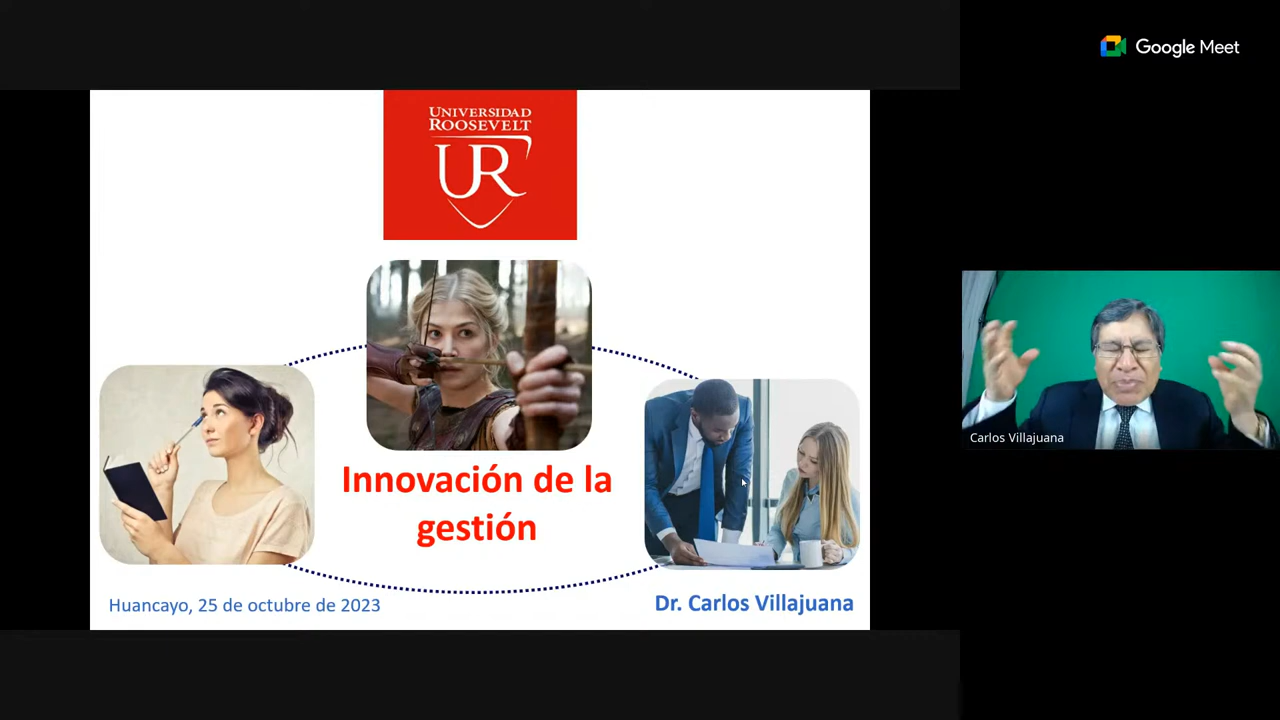 Google Meet
UNIVERSIDAD
ROOSEVELT
UR
Innovación de la
gestión
Huancayo, 25 de octubre de 2023
Dr. Carlos Villajuana
Carlos Villajuana